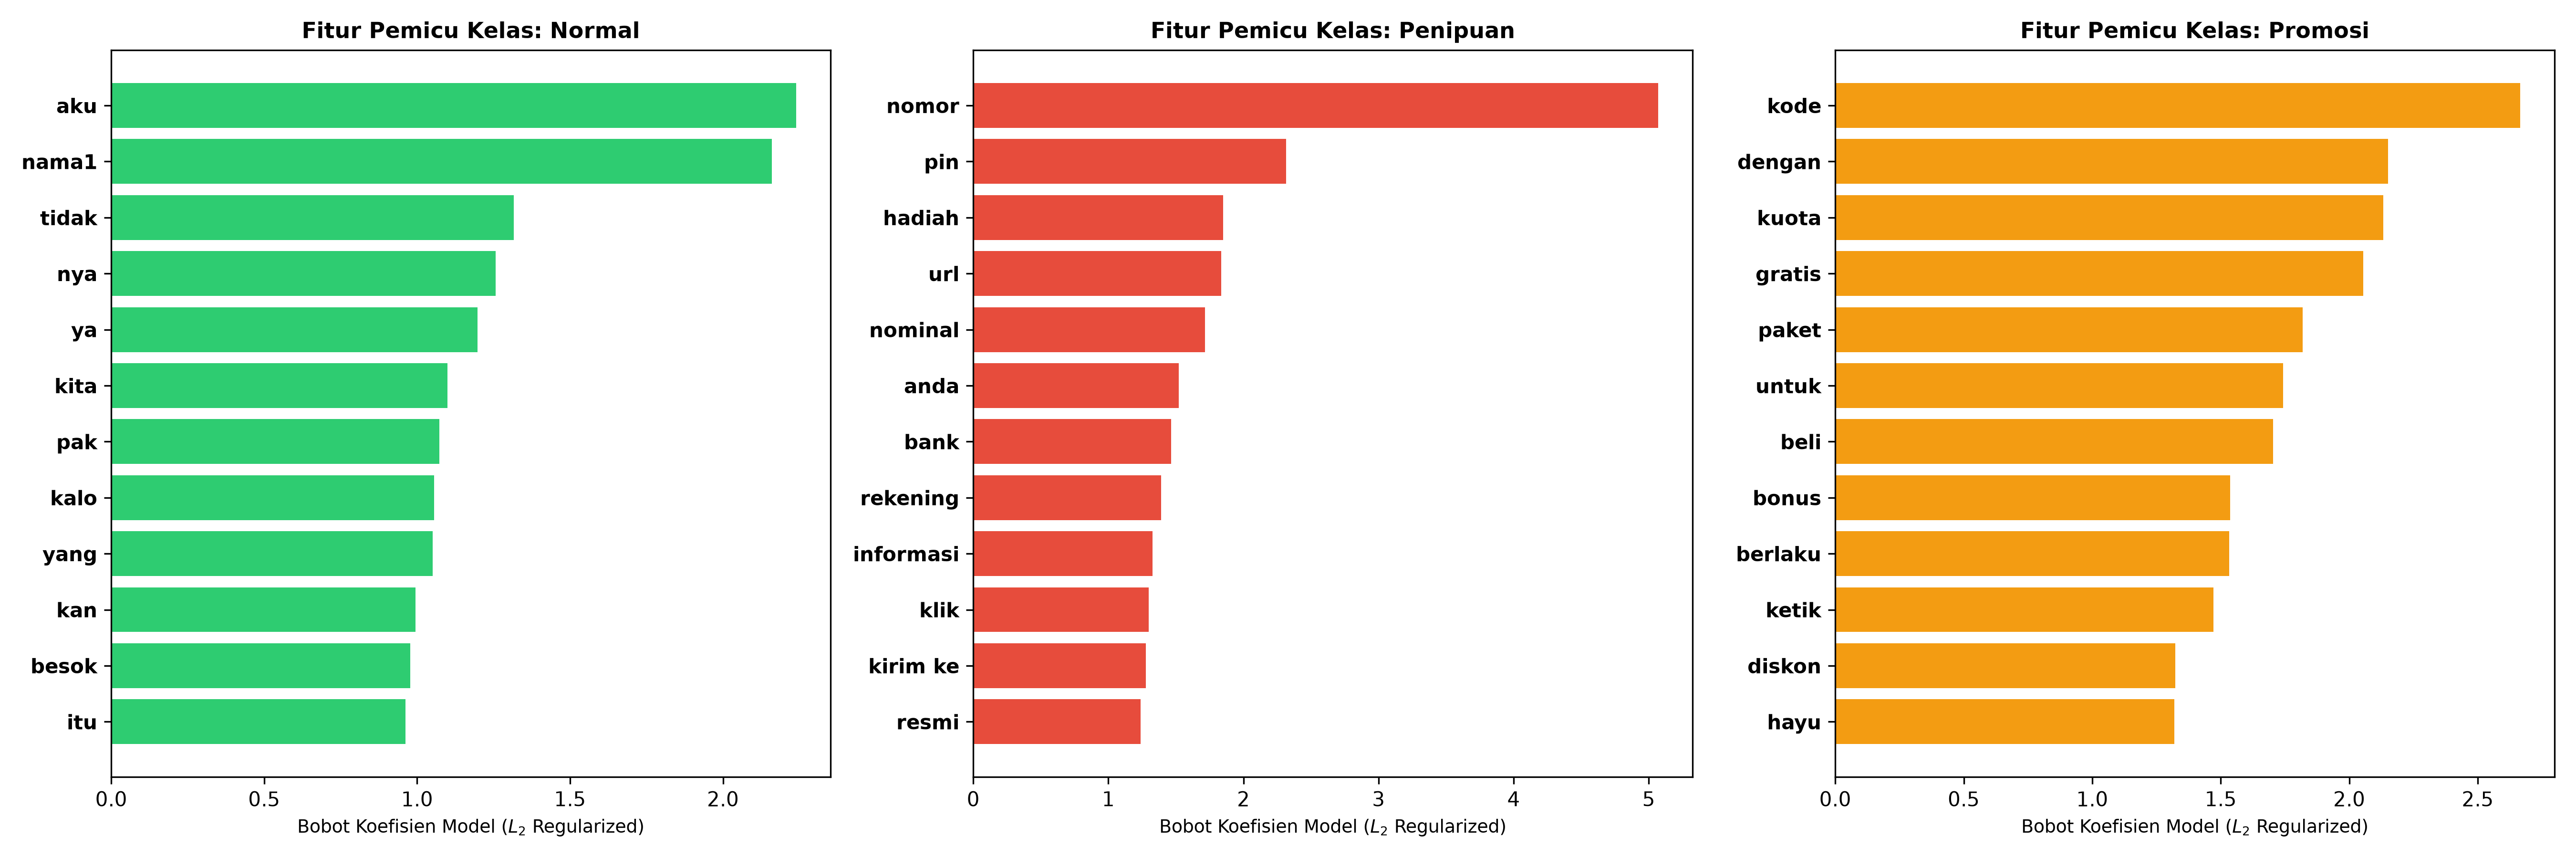 Fitur Pemicu Kelas: Normal
aku
nama1
tidak
nya
ya
kita
pak
kalo
yang
kan
besok
itu
0.0 0.5 1.0 1.5 2.0
Bobot Koefisien Model (L₂ Regularized)
Fitur Pemicu Kelas: Penipuan
nomor
pin
hadiah
url
nominal
anda
bank
rekening
informasi
klik
kirim ke
resmi
0 1 2 3 4 5
Bobot Koefisien Model (L₂ Regularized)
Fitur Pemicu Kelas: Promosi
kode
dengan
kuota
gratis
paket
untuk
beli
bonus
berlaku
ketik
diskon
hayu
0.0 0.5 1.0 1.5 2.0 2.5
Bobot Koefisien Model (L₂ Regularized)